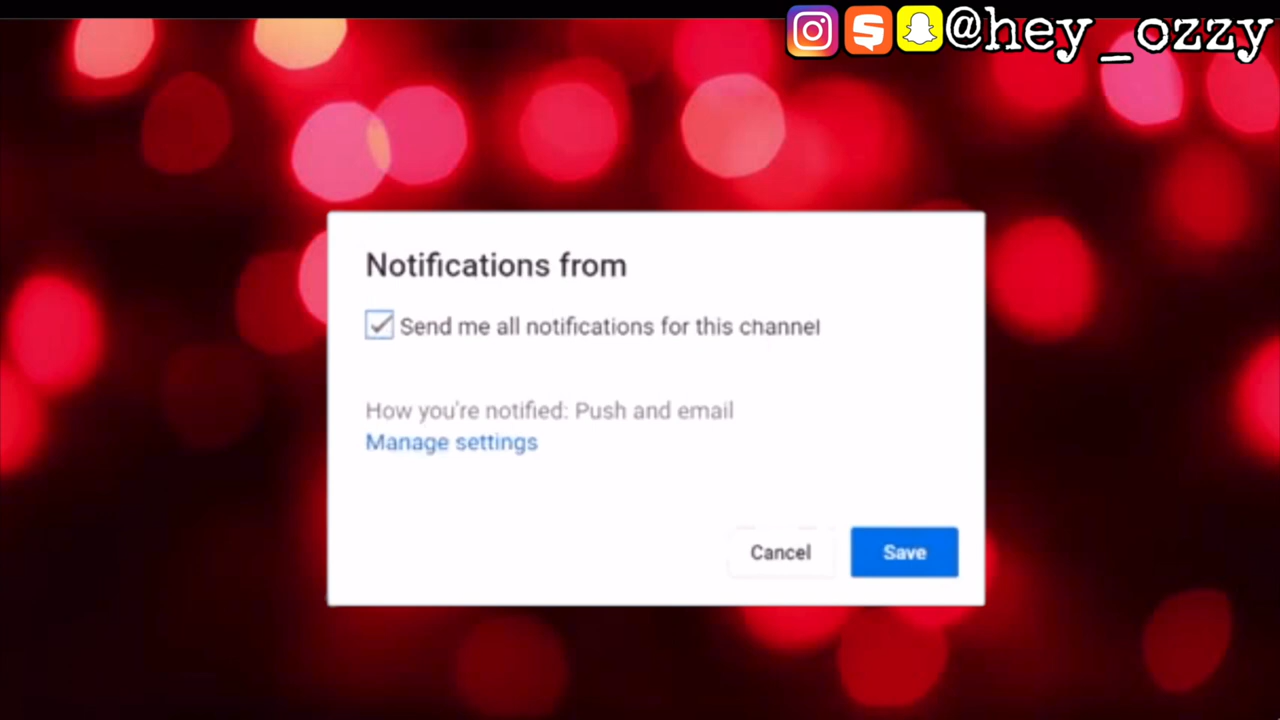 @hey_ozzy
Notifications from
Send me all notifications for this channel
How you're notified: Push and email
Manage settings
Cancel
Save